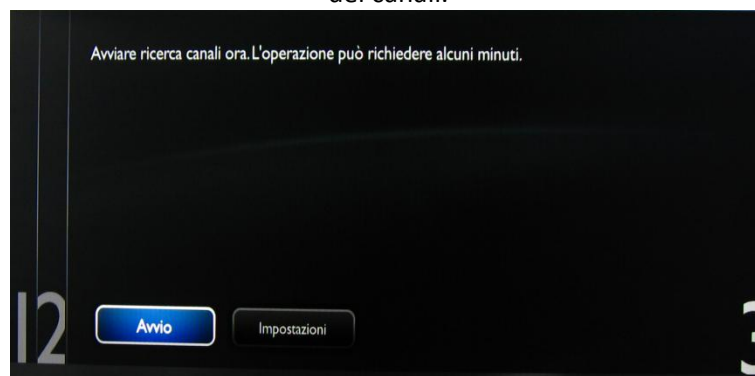 dei canali.
Avviare ricerca canali ora. L'operazione può richiedere alcuni minuti.
12
3
Avvio
Impostazioni